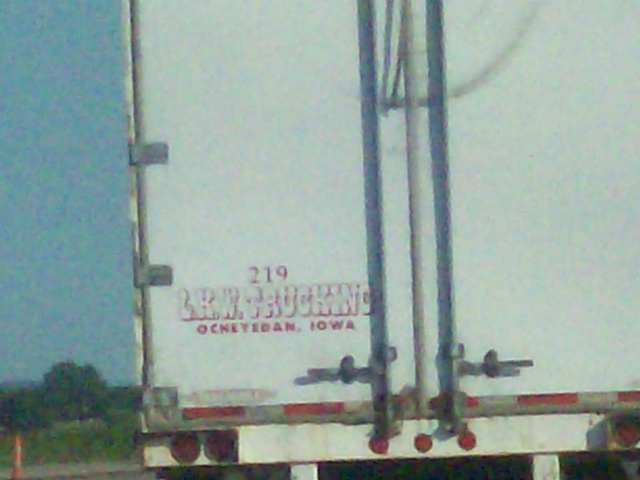 219
L.H.W. TRUCKING
OCHEYEDAN, IOWA